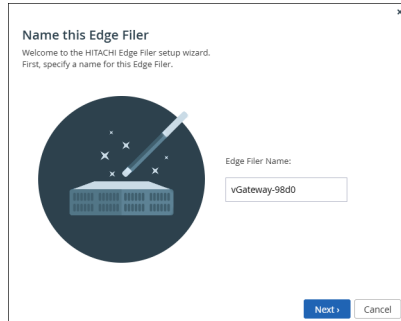 Name this Edge Filer
Welcome to the HITACHI Edge Filer setup wizard.
First, specify a name for this Edge Filer.
Edge Filer Name:
vGateway-98d0
Next ›
Cancel